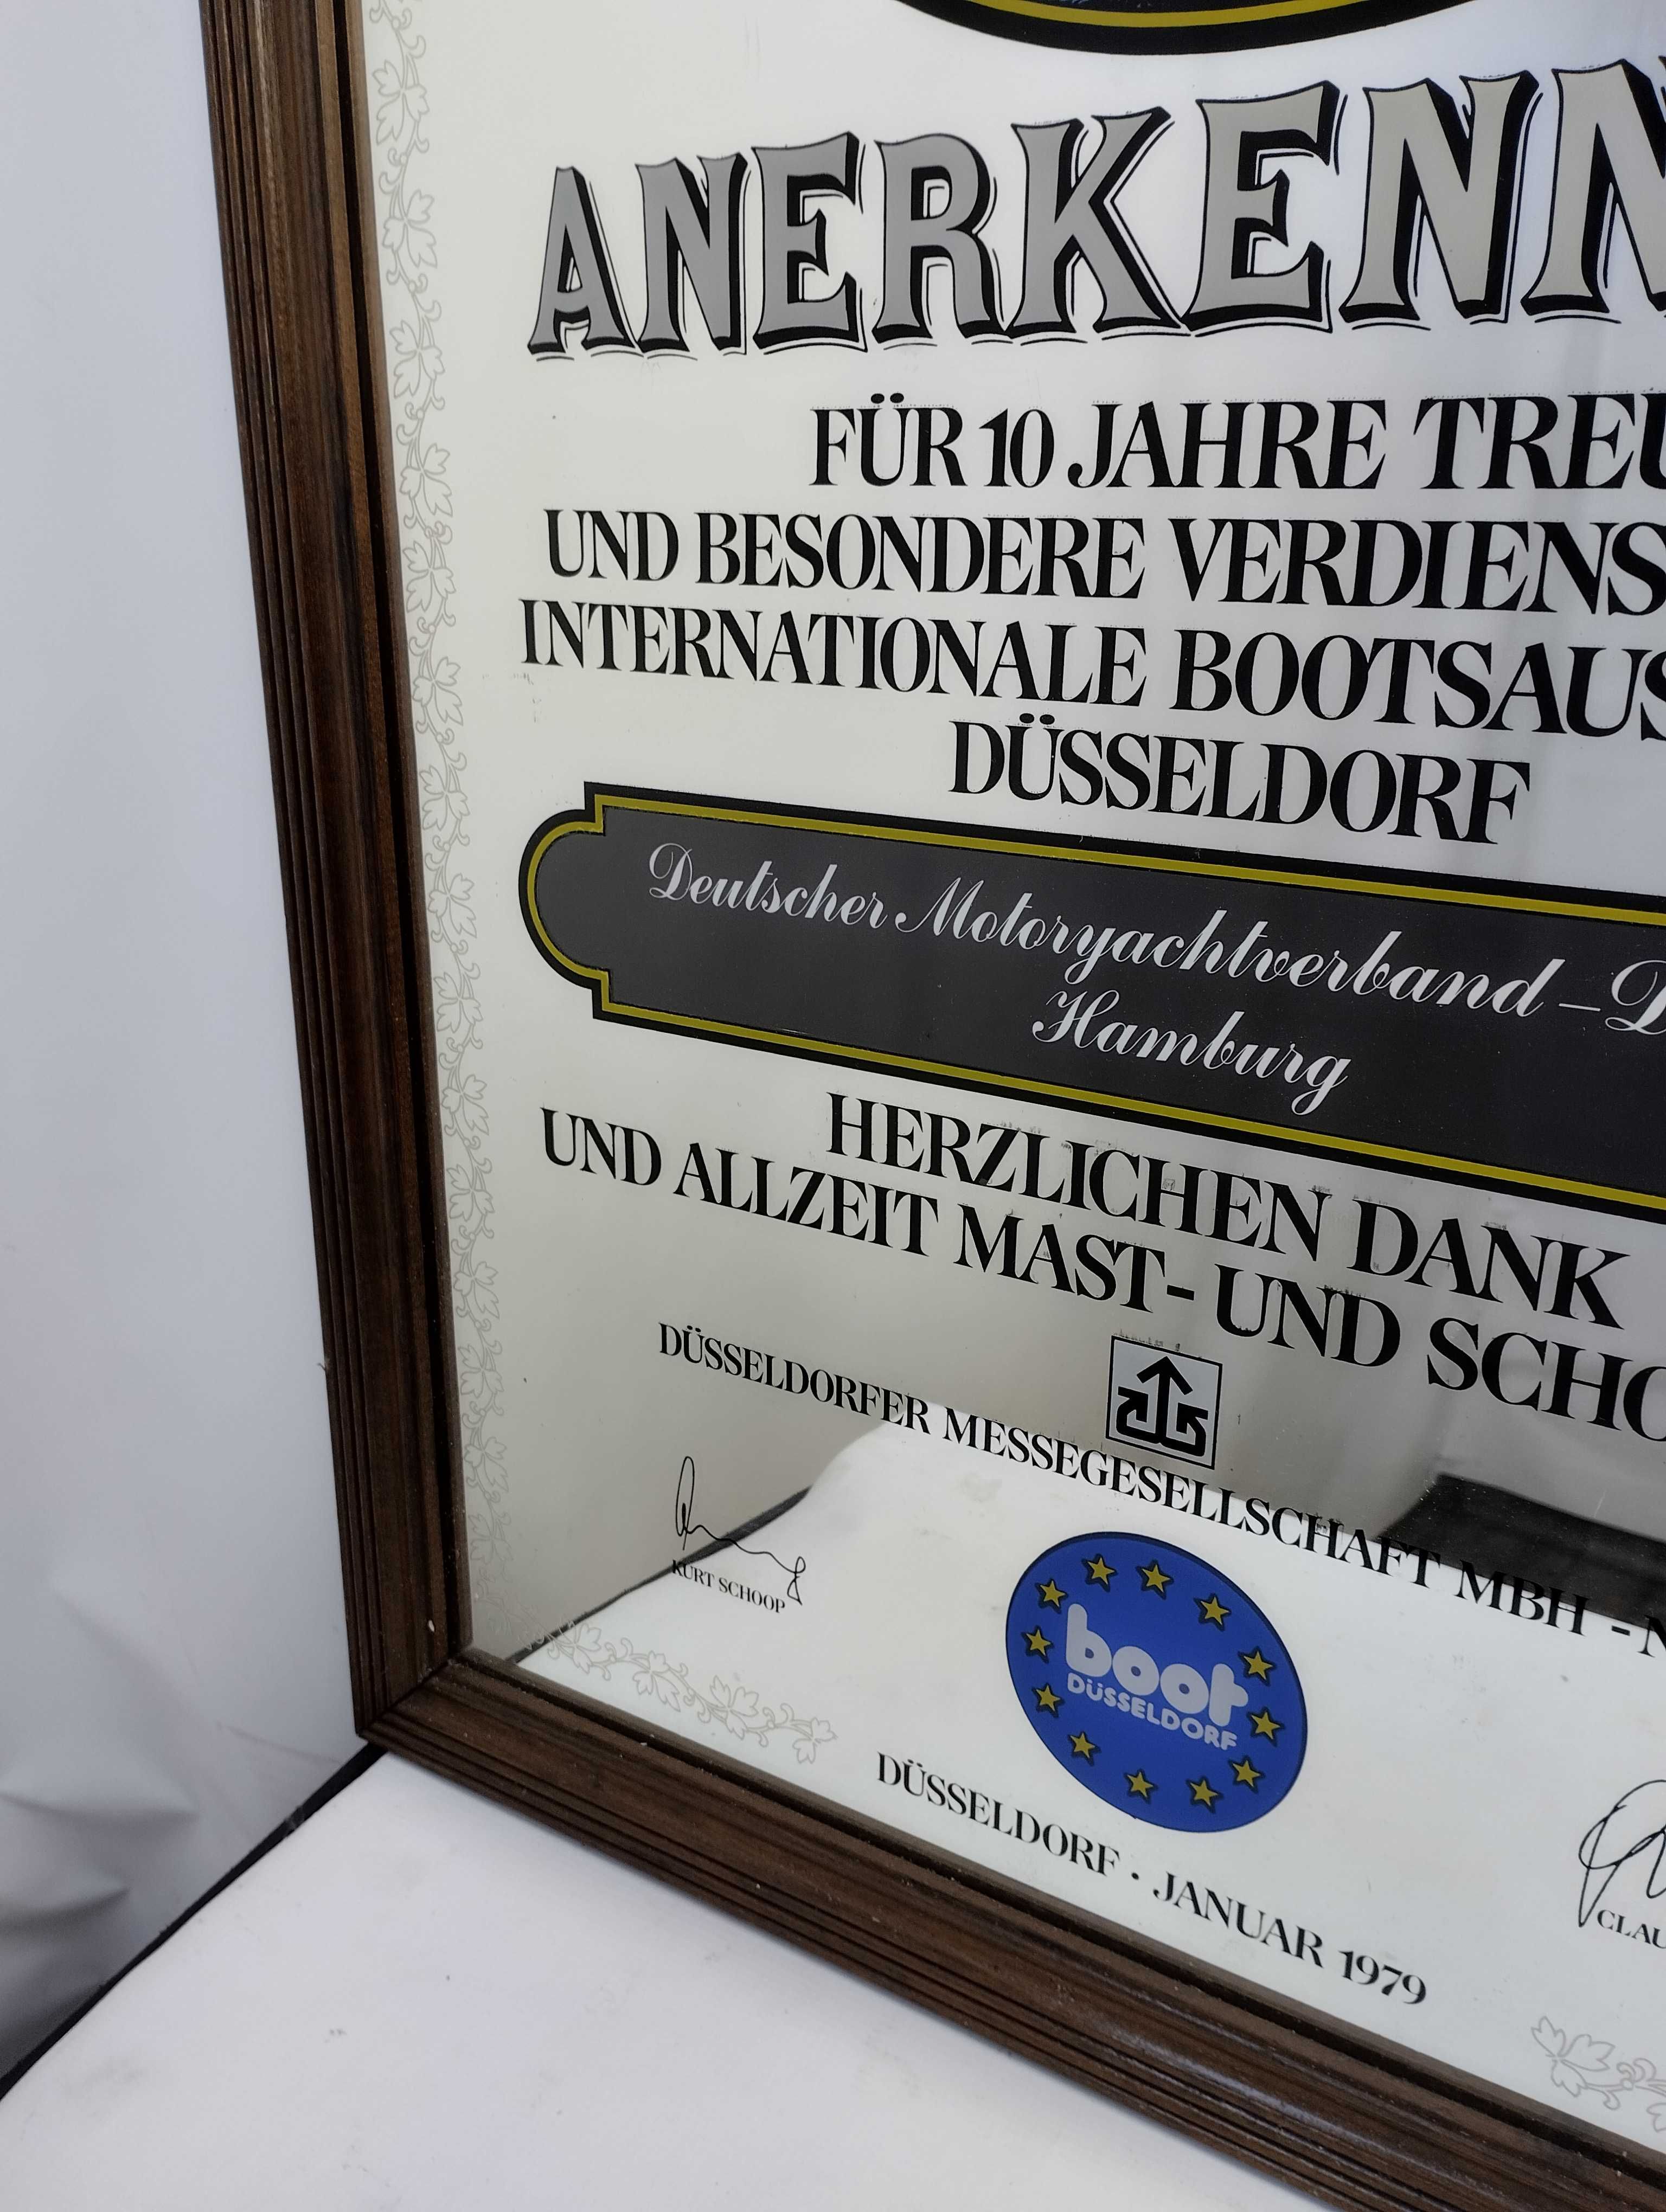 ANERKENN
FÜR 10 JAHRE TREU
UND BESONDERE VERDIENS
INTERNATIONALE BOOTSAUS
DÜSSELDORF
Deutscher Motoryachtverband – D
Hamburg
HERZLICHEN DANK
UND ALLZEIT MAST- UND SCHO
DÜSSELDORFER MESSEGESELLSCHAFT MBH - N
KURT SCHOOP
boot
DÜSSELDORF
CLAU
DÜSSELDORF · JANUAR 1979